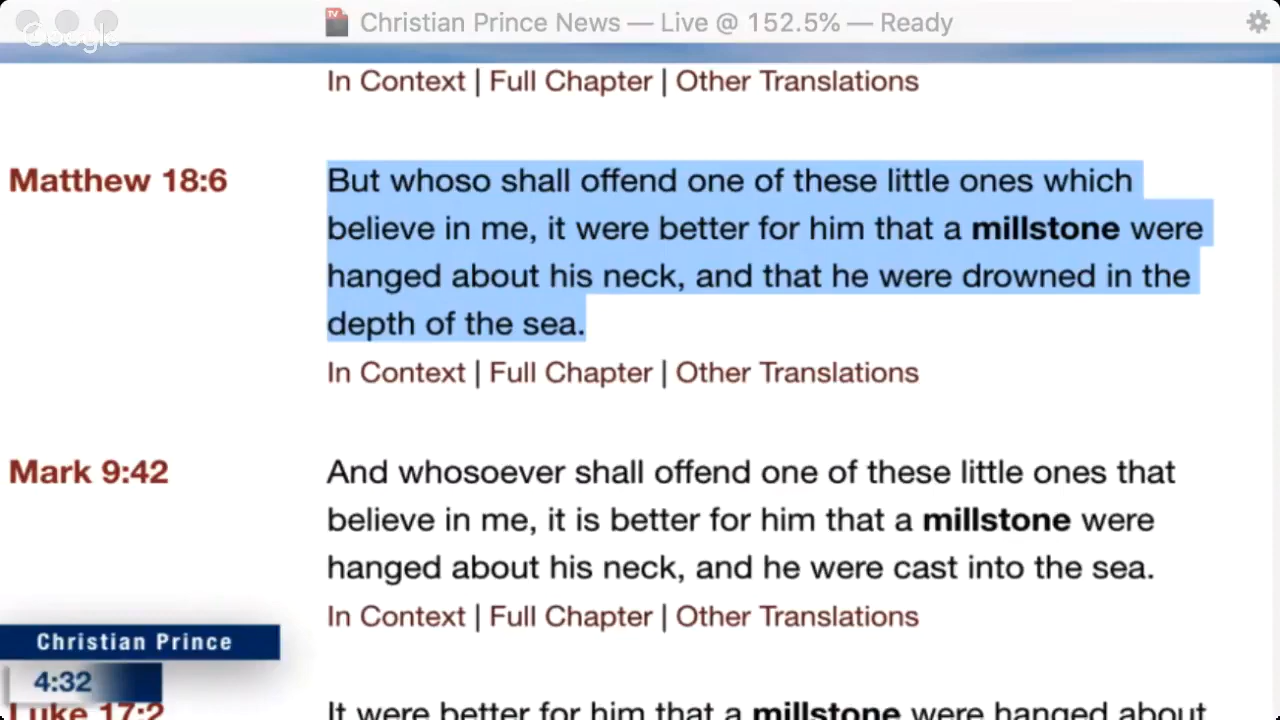 Christian Prince News — Live @ 152.5% — Ready
Google
In Context | Full Chapter | Other Translations
Matthew 18:6
But whoso shall offend one of these little ones which
believe in me, it were better for him that a millstone were
hanged about his neck, and that he were drowned in the
depth of the sea.
In Context | Full Chapter | Other Translations
Mark 9:42
And whosoever shall offend one of these little ones that
believe in me, it is better for him that a millstone were
hanged about his neck, and he were cast into the sea.
In Context | Full Chapter | Other Translations
Christian Prince
4:32
Luke 17:2
It were better for him that a millstone were hanged about